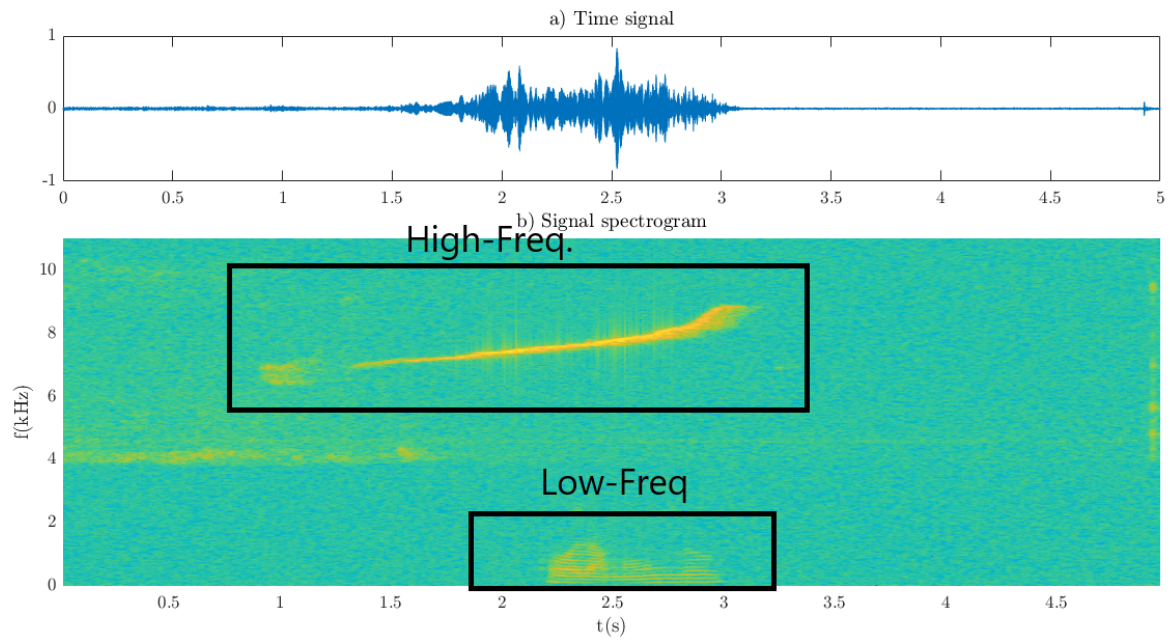 a) Time signal
1
0
-1
0 0.5 1 1.5 2 2.5 3 3.5 4 4.5 5
b) Signal spectrogram
High-Freq.
10
8
6
4
2
0
f(kHz)
Low-Freq
0.5 1 1.5 2 2.5 3 3.5 4 4.5
t(s)